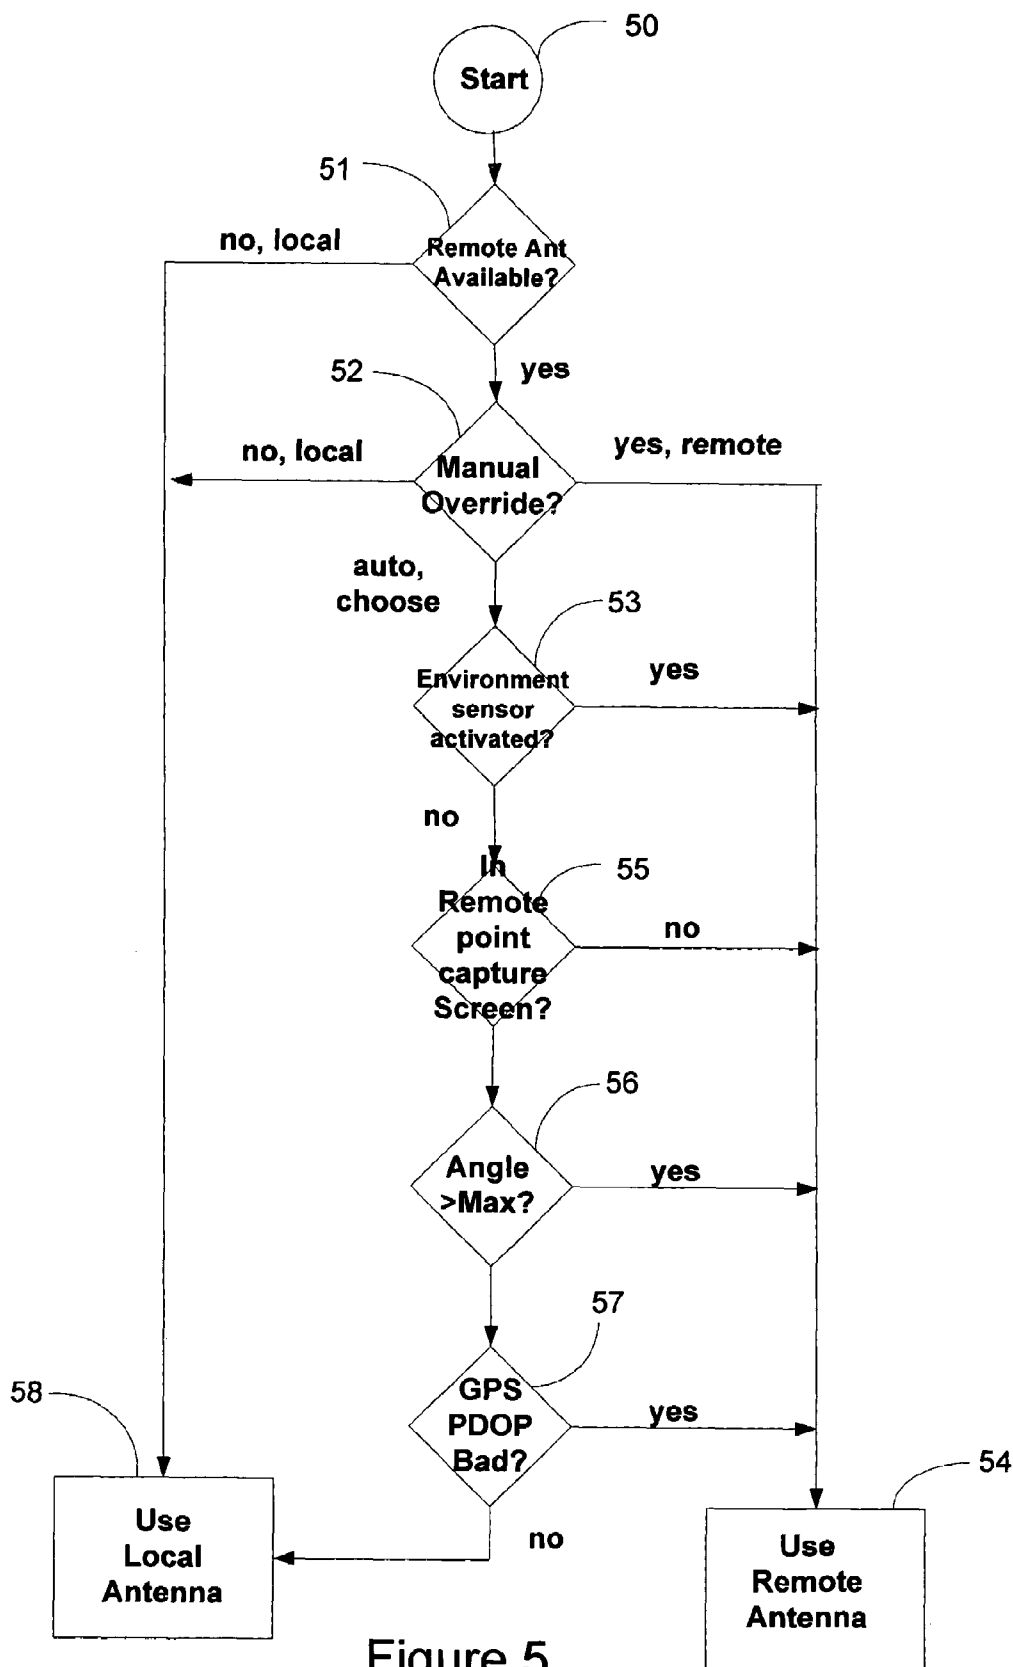 50
Start
51
no, local
Remote Ant
Available?
yes
52
no, local
Manual
Override?
yes, remote
auto,
choose
53
Environment
sensor
activated?
yes
no
In
Remote
point
capture
Screen?
55
no
56
Angle
>Max?
yes
57
GPS
PDOP
Bad?
yes
58
54
Use
Local
Antenna
no
Use
Remote
Antenna
Figure 5